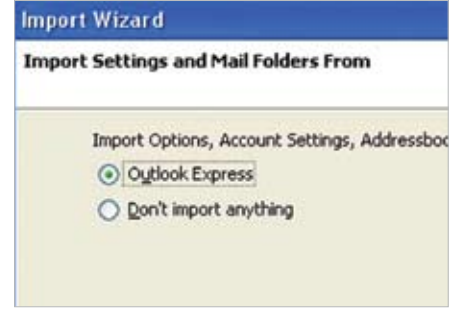 Import Wizard
Import Settings and Mail Folders From
Import Options, Account Settings, Addressboo
Outlook Express
Don't import anything